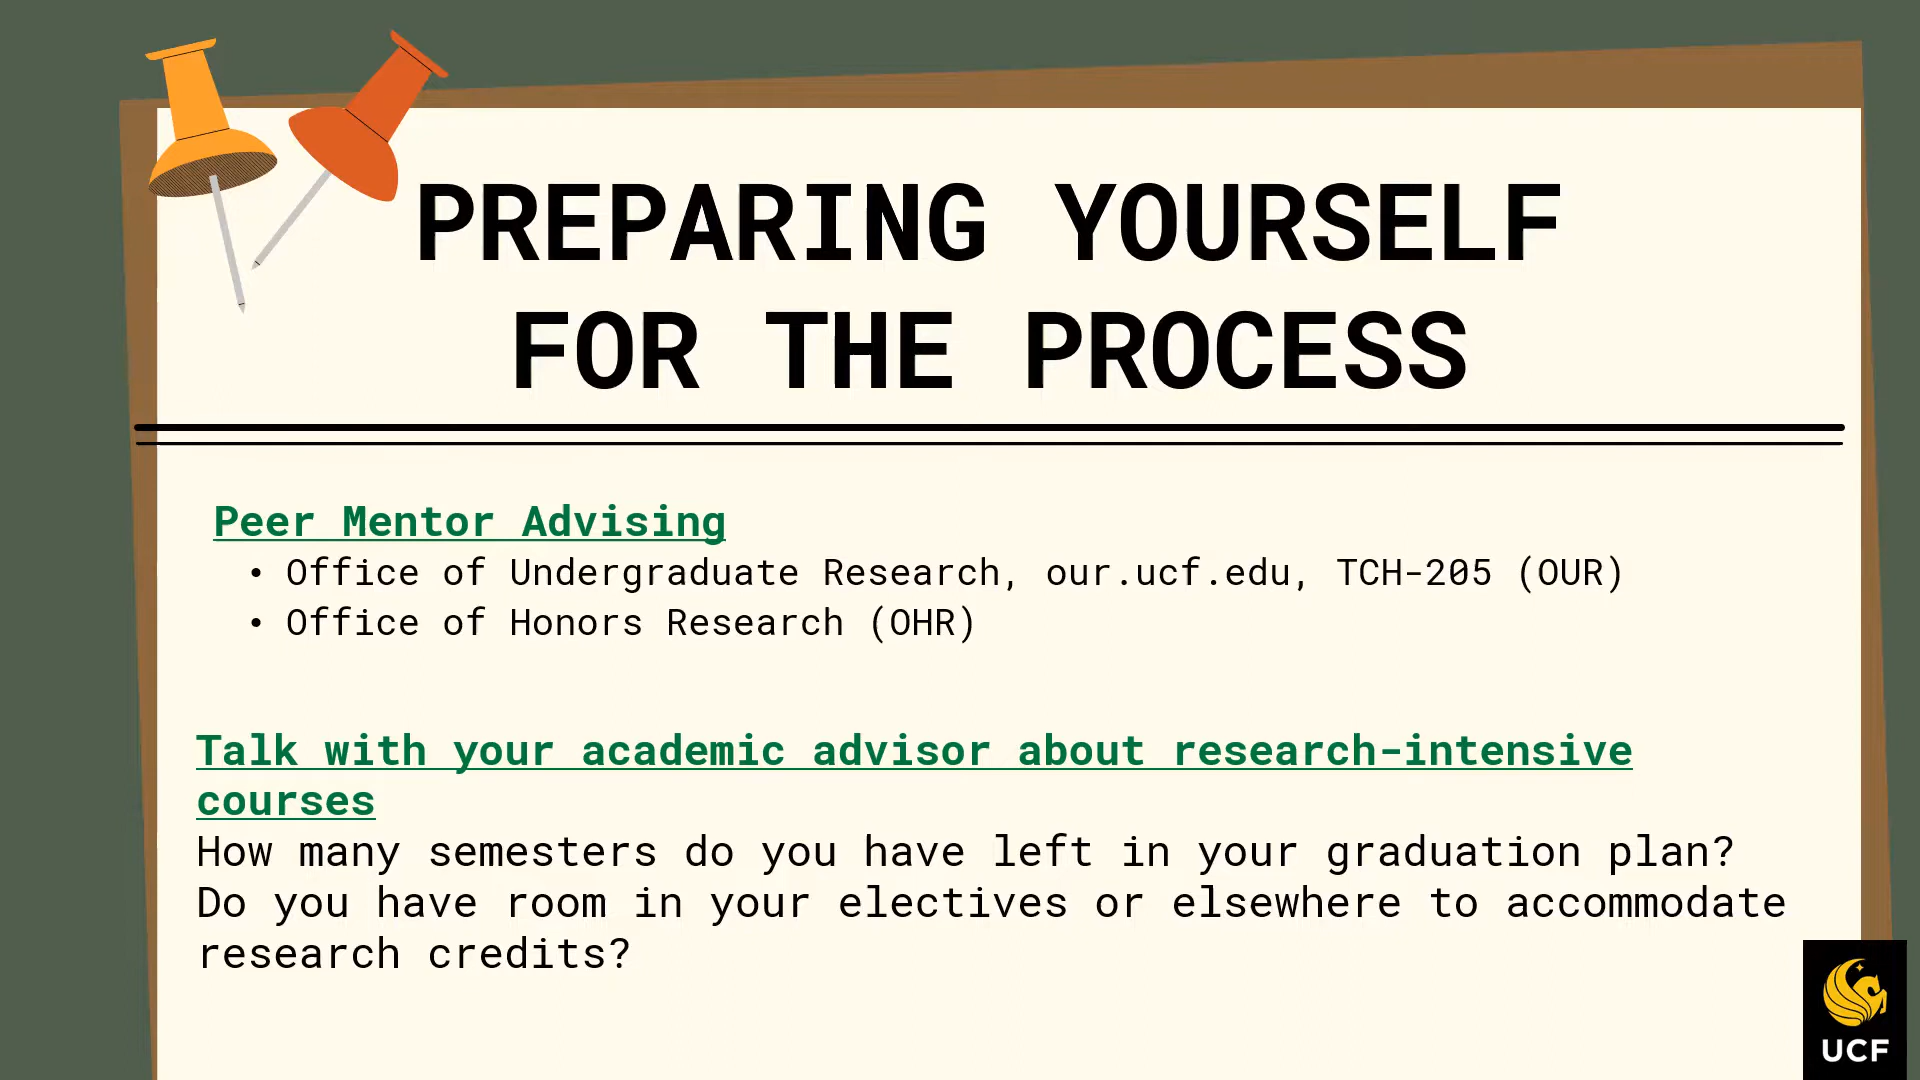 PREPARING YOURSELF
FOR THE PROCESS
Peer Mentor Advising
• Office of Undergraduate Research, our.ucf.edu, TCH-205 (OUR)
• Office of Honors Research (OHR)
Talk with your academic advisor about research-intensive
courses
How many semesters do you have left in your graduation plan?
Do you have room in your electives or elsewhere to accommodate
research credits?
UCF